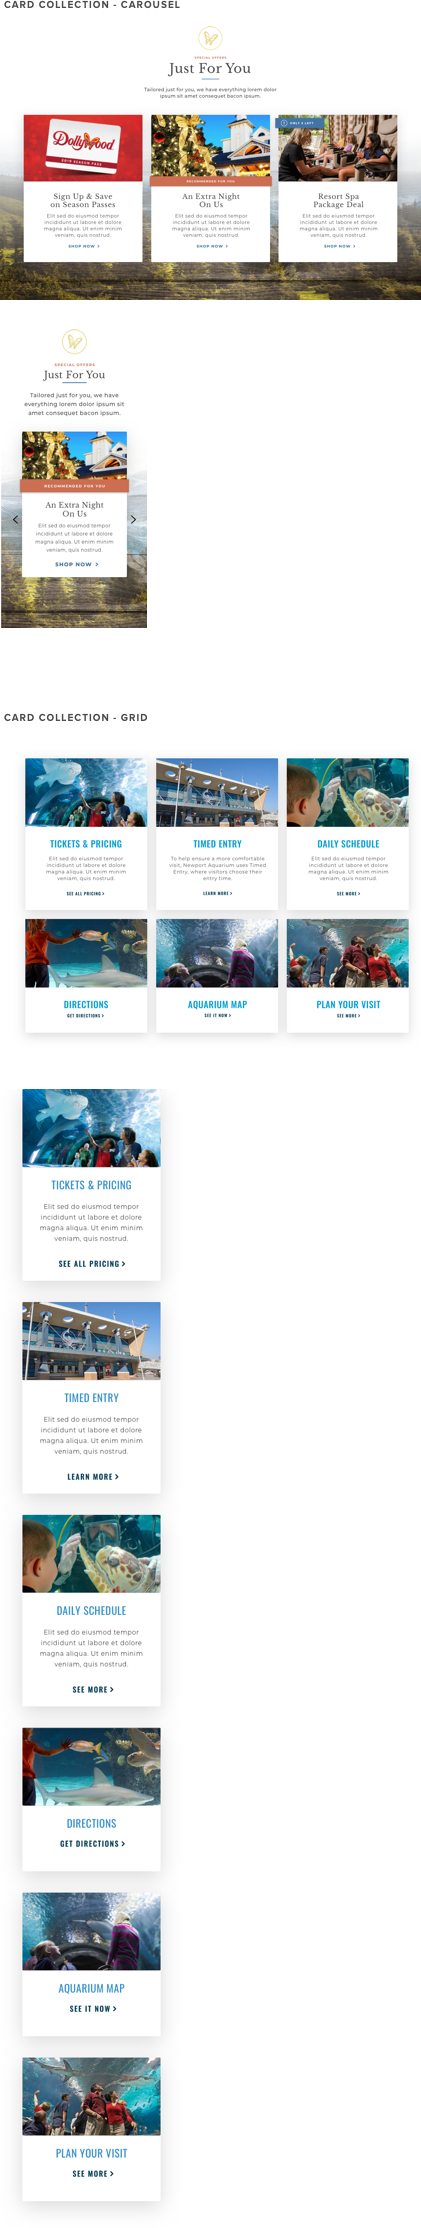 CARD COLLECTION - CAROUSEL
SPECIAL OFFERS
Just For You
Tailored just for you, we have everything lorem dolor
ipsum sit amet consequet bacon ipsum.
Dollywood
2019 SEASON PASS
Sign Up & Save
on Season Passes
Elit sed do eiusmod tempor
incididunt ut labore et dolore
magna aliqua. Ut enim minim
veniam, quis nostrud.
SHOP NOW >
RECOMMENDED FOR YOU
An Extra Night
On Us
Elit sed do eiusmod tempor
incididunt ut labore et dolore
magna aliqua. Ut enim minim
veniam, quis nostrud.
SHOP NOW >
ONLY 5 LEFT
Resort Spa
Package Deal
Elit sed do eiusmod tempor
incididunt ut labore et dolore
magna aliqua. Ut enim minim
veniam, quis nostrud.
SHOP NOW >
SPECIAL OFFERS
Just For You
Tailored just for you, we have
everything lorem dolor ipsum sit
amet consequet bacon ipsum.
RECOMMENDED FOR YOU
An Extra Night
On Us
Elit sed do eiusmod tempor
incididunt ut labore et dolore
magna aliqua. Ut enim minim
veniam, quis nostrud.
SHOP NOW >
CARD COLLECTION - GRID
TICKETS & PRICING
Elit sed do eiusmod tempor
incididunt ut labore et dolore
magna aliqua. Ut enim minim
veniam, quis nostrud.
SEE ALL PRICING >
TIMED ENTRY
To help ensure a more comfortable
visit, Newport Aquarium uses Timed
Entry, where visitors choose their
entry time.
LEARN MORE >
DAILY SCHEDULE
Elit sed do eiusmod tempor
incididunt ut labore et dolore
magna aliqua. Ut enim minim
veniam, quis nostrud.
SEE MORE >
DIRECTIONS
GET DIRECTIONS >
AQUARIUM MAP
SEE IT NOW >
PLAN YOUR VISIT
SEE MORE >
TICKETS & PRICING
Elit sed do eiusmod tempor
incididunt ut labore et dolore
magna aliqua. Ut enim minim
veniam, quis nostrud.
SEE ALL PRICING >
TIMED ENTRY
Elit sed do eiusmod tempor
incididunt ut labore et dolore
magna aliqua. Ut enim minim
veniam, quis nostrud.
LEARN MORE >
DAILY SCHEDULE
Elit sed do eiusmod tempor
incididunt ut labore et dolore
magna aliqua. Ut enim minim
veniam, quis nostrud.
SEE MORE >
DIRECTIONS
GET DIRECTIONS >
AQUARIUM MAP
SEE IT NOW >
PLAN YOUR VISIT
SEE MORE >